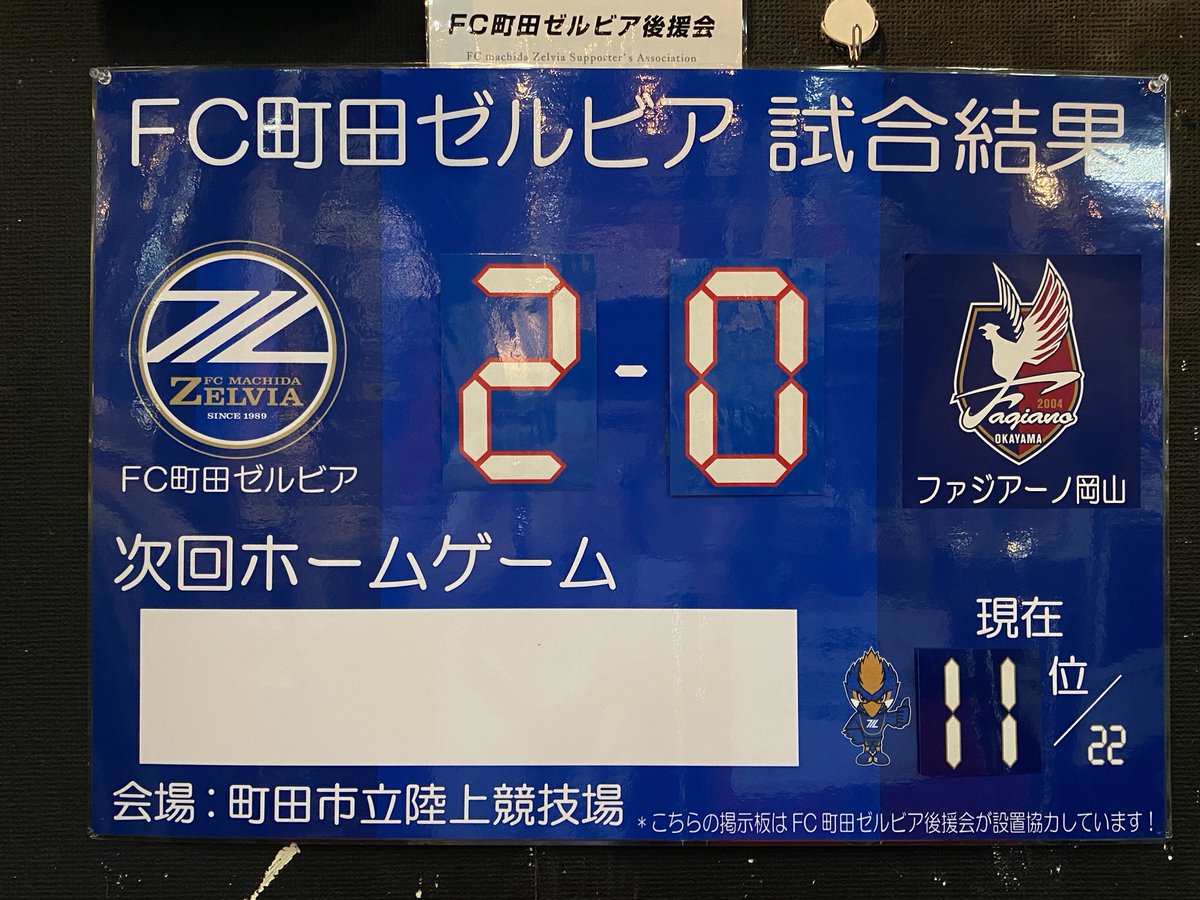 FC町田ゼルビア後援会
FC machida Zelvia Supporter's Association
FC町田ゼルビア 試合結果
FC MACHIDA
ZELVIA
SINCE 1989
FC町田ゼルビア
2-0
2004
Fagiano
OKAYAMA
ファジアーノ岡山
次回ホームゲーム
現在
11位/22
会場:町田市立陸上競技場
*こちらの掲示板はFC町田ゼルビア後援会が設置協力しています!